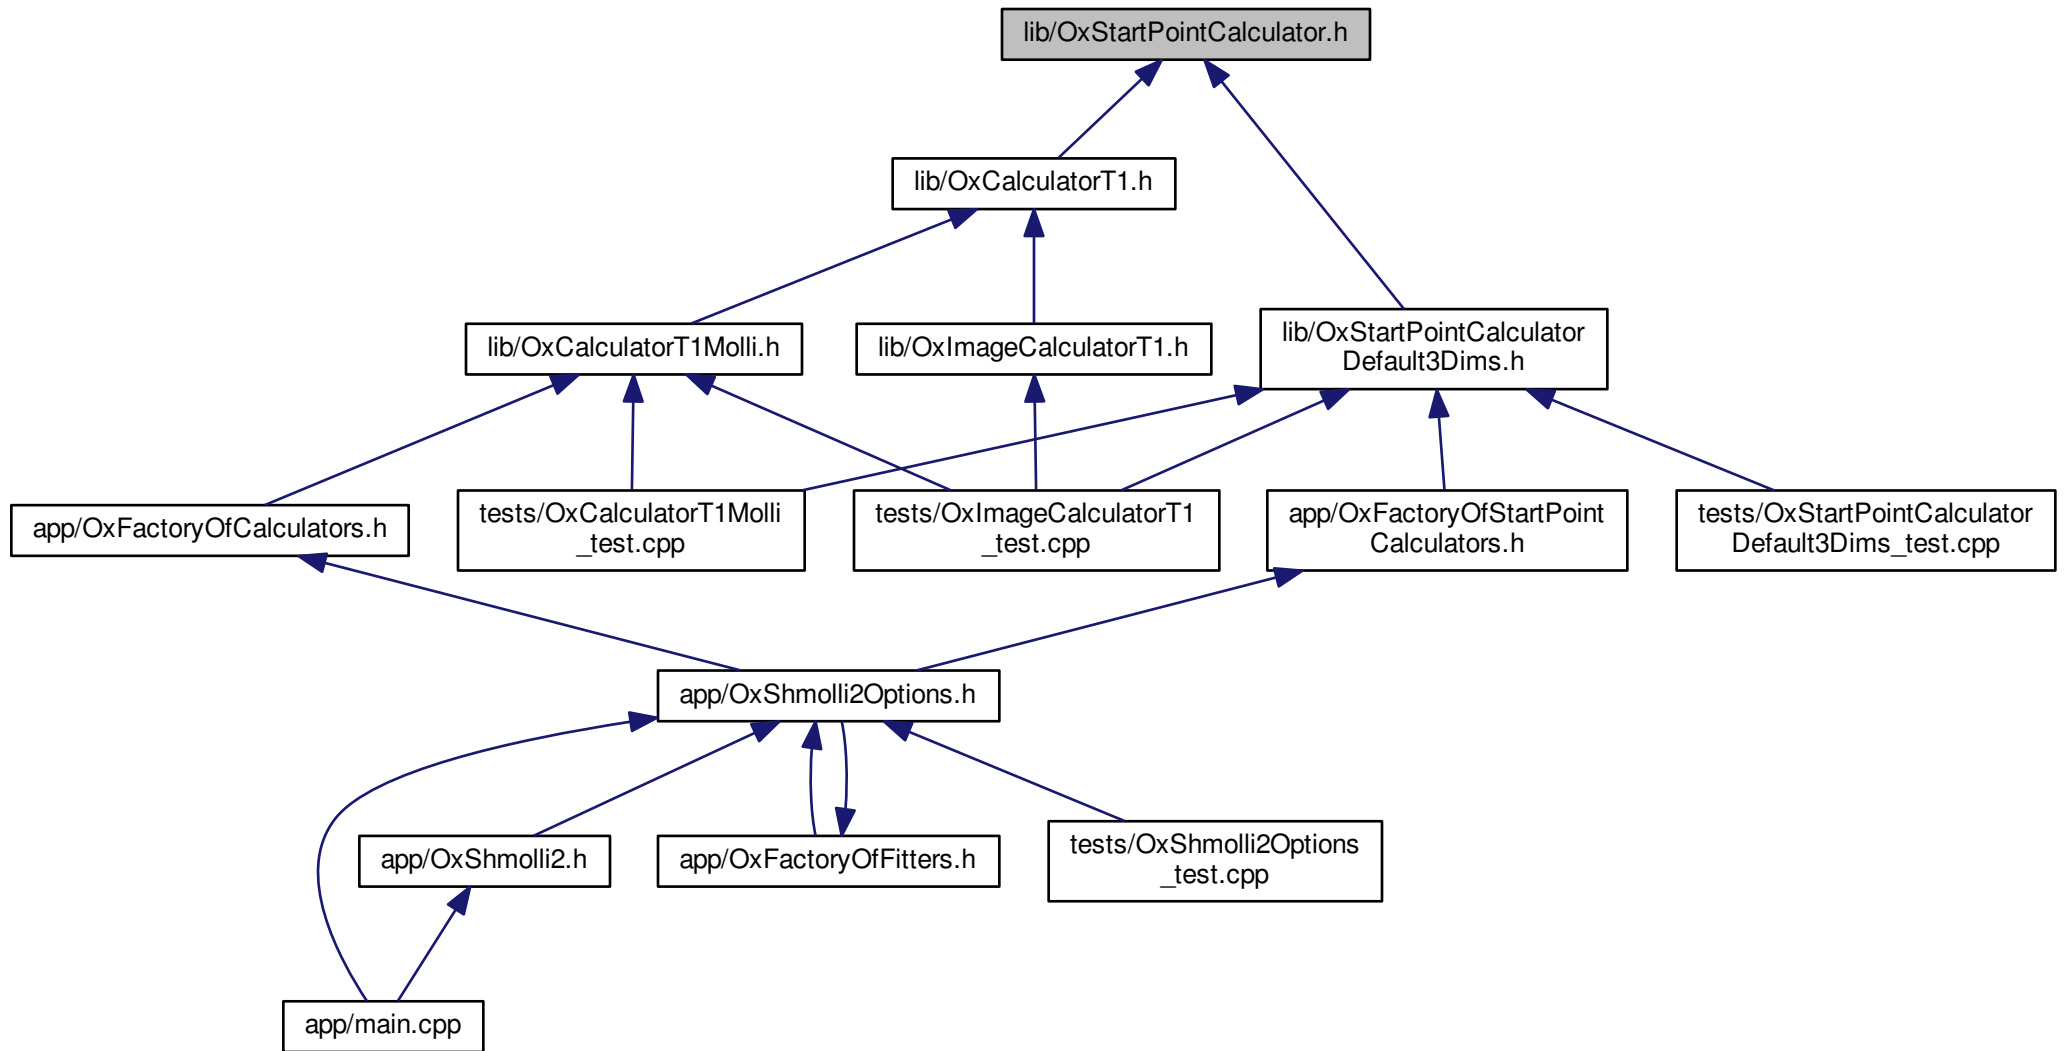 lib/OxStartPointCalculator.h
lib/OxCalculatorT1.h
lib/OxCalculatorT1Molli.h
lib/OxImageCalculatorT1.h
lib/OxStartPointCalculator
Default3Dims.h
app/OxFactoryOfCalculators.h
tests/OxCalculatorT1Molli
_test.cpp
tests/OxImageCalculatorT1
_test.cpp
app/OxFactoryOfStartPoint
Calculators.h
tests/OxStartPointCalculator
Default3Dims_test.cpp
app/OxShmolli2Options.h
app/OxShmolli2.h
app/OxFactoryOfFitters.h
tests/OxShmolli2Options
_test.cpp
app/main.cpp